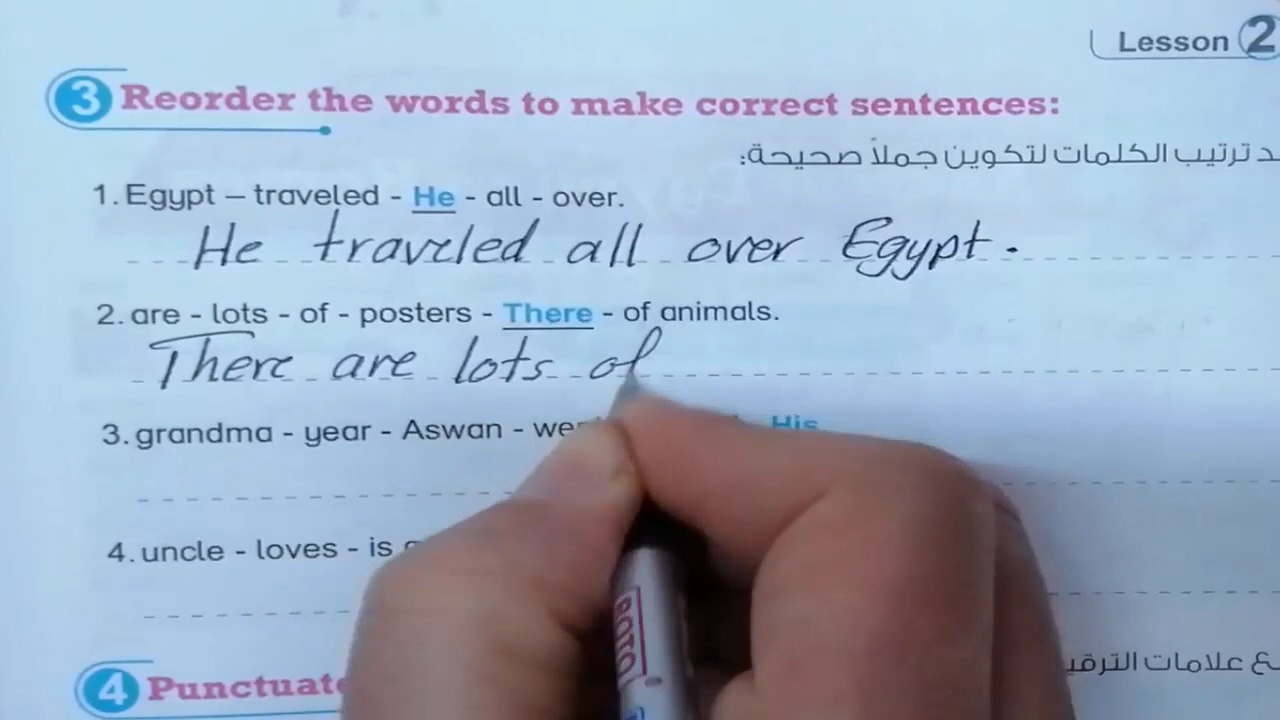 Lesson 2
3 Reorder the words to make correct sentences:
ترتيب الكلمات لتكوين جملاً صحيحة:
1. Egypt – traveled - He - all - over.
He traveled all over Egypt.
2. are - lots - of - posters - There - of animals.
There are lots of
3. grandma - year - Aswan - His
4. uncle - loves - is
4 Punctuate
علامات
ROTO